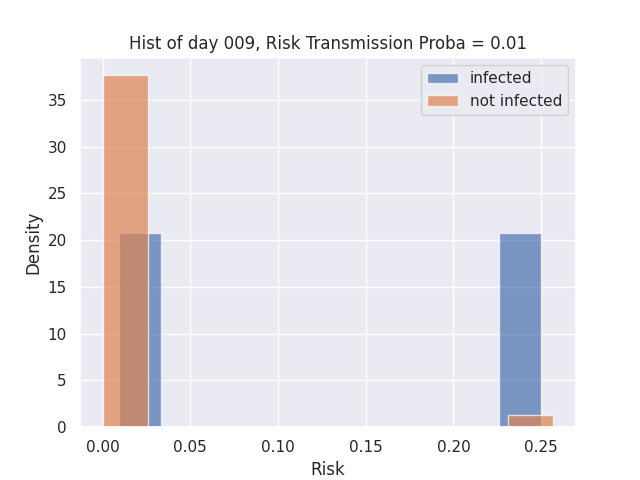 Hist of day 009, Risk Transmission Proba = 0.01
infected
not infected
Density
35
30
25
20
15
10
5
0
0.00 0.05 0.10 0.15 0.20 0.25
Risk